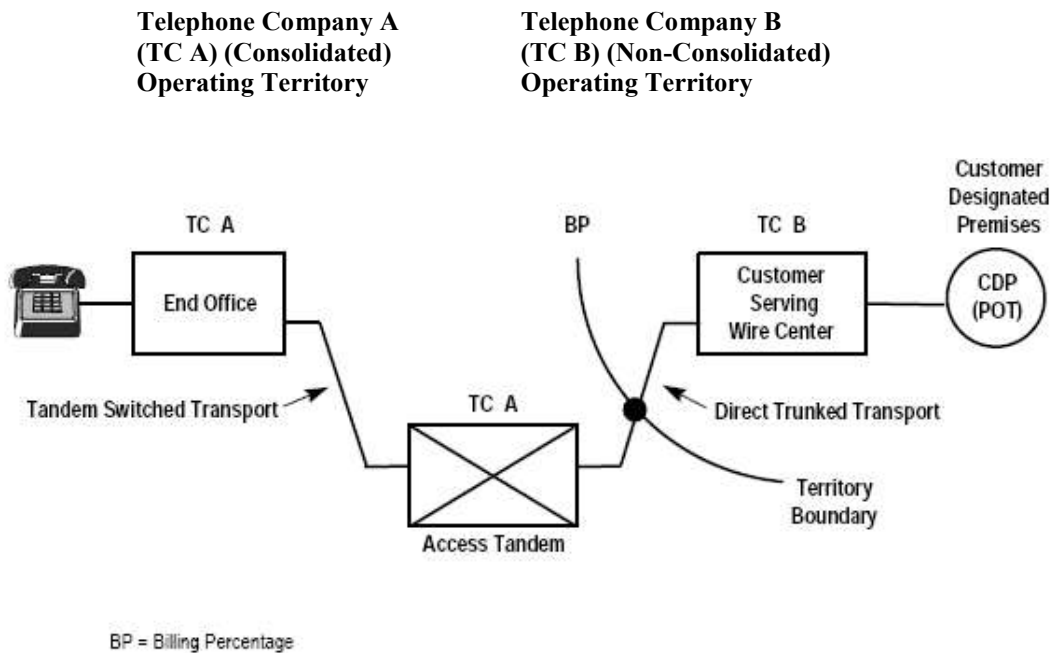 Telephone Company A
(TC A) (Consolidated)
Operating Territory
Telephone Company B
(TC B) (Non-Consolidated)
Operating Territory
Customer
Designated
Premises
TC A
BP
TC B
End Office
Customer
Serving
Wire Center
CDP
(POT)
Tandem Switched Transport
TC A
Direct Trunked Transport
Territory
Boundary
Access Tandem
BP = Billing Percentage